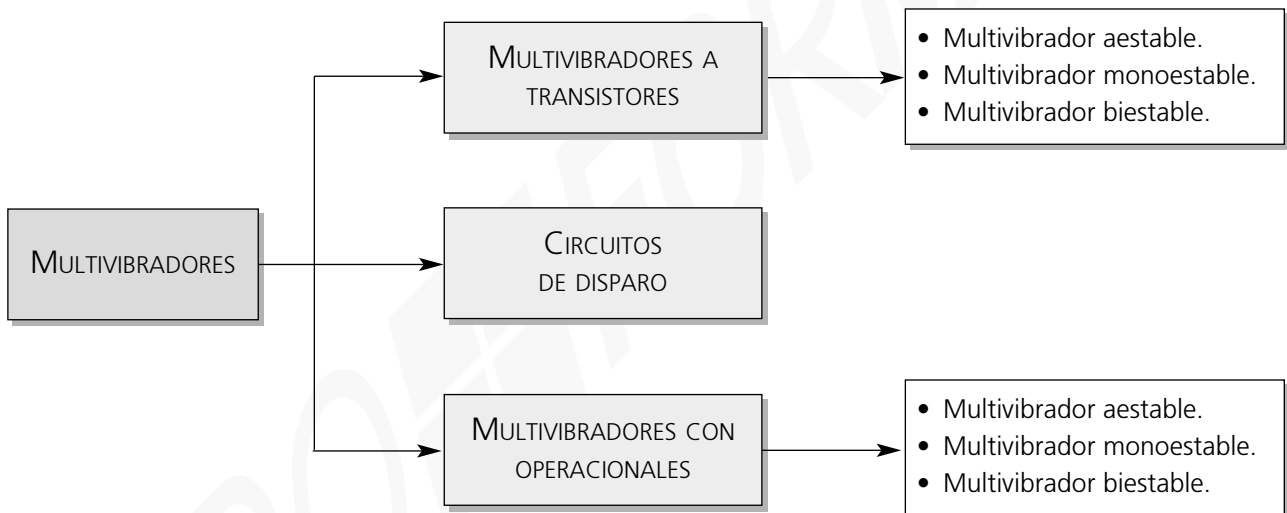 MULTIVIBRADORES
MULTIVIBRADORES A
TRANSISTORES
• Multivibrador aestable.
• Multivibrador monoestable.
• Multivibrador biestable.
CIRCUITOS
DE DISPARO
MULTIVIBRADORES CON
OPERACIONALES
• Multivibrador aestable.
• Multivibrador monoestable.
• Multivibrador biestable.